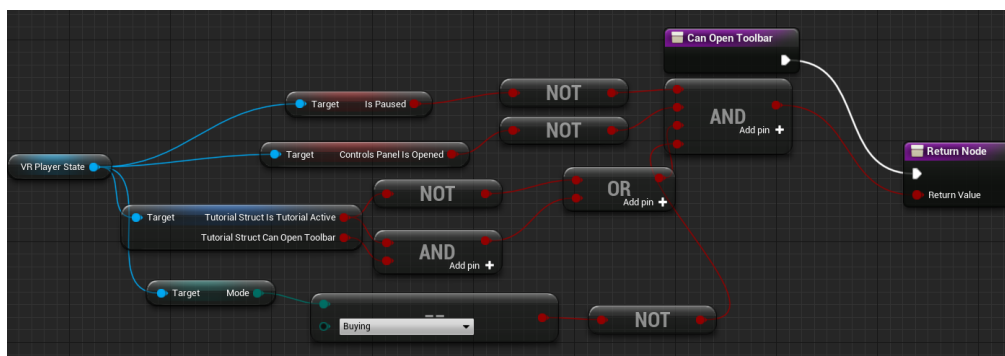 Can Open Toolbar
Target Is Paused
NOT
AND
Add pin +
NOT
Target Controls Panel Is Opened
Return Node
Return Value
VR Player State
NOT
OR
Add pin +
Target Tutorial Struct Is Tutorial Active
Tutorial Struct Can Open Toolbar
AND
Add pin +
Target Mode
==
Buying
NOT